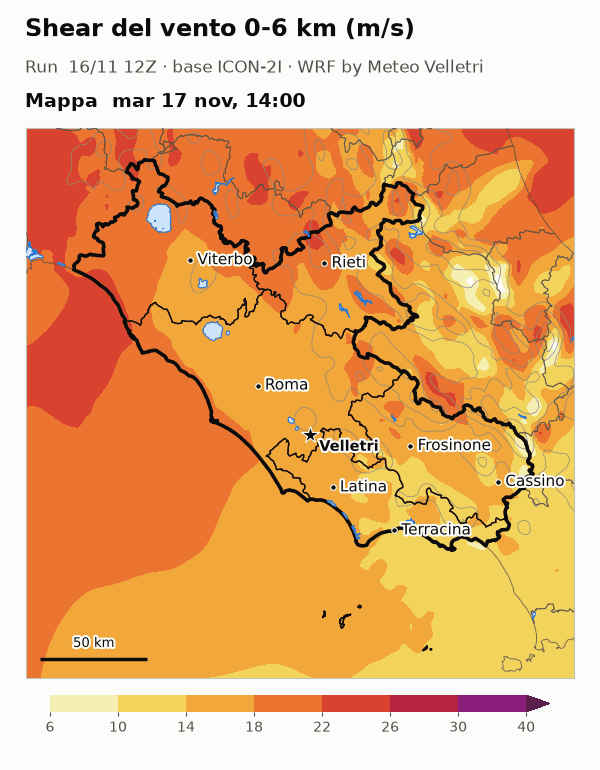 Shear del vento 0-6 km (m/s)
Run  16/11 12Z · base ICON-2I · WRF by Meteo Velletri
Mappa  mar 17 nov, 14:00
Viterbo
Rieti
Roma
Velletri
Frosinone
Latina
Cassino
Terracina
50 km
6 10 14 18 22 26 30 40